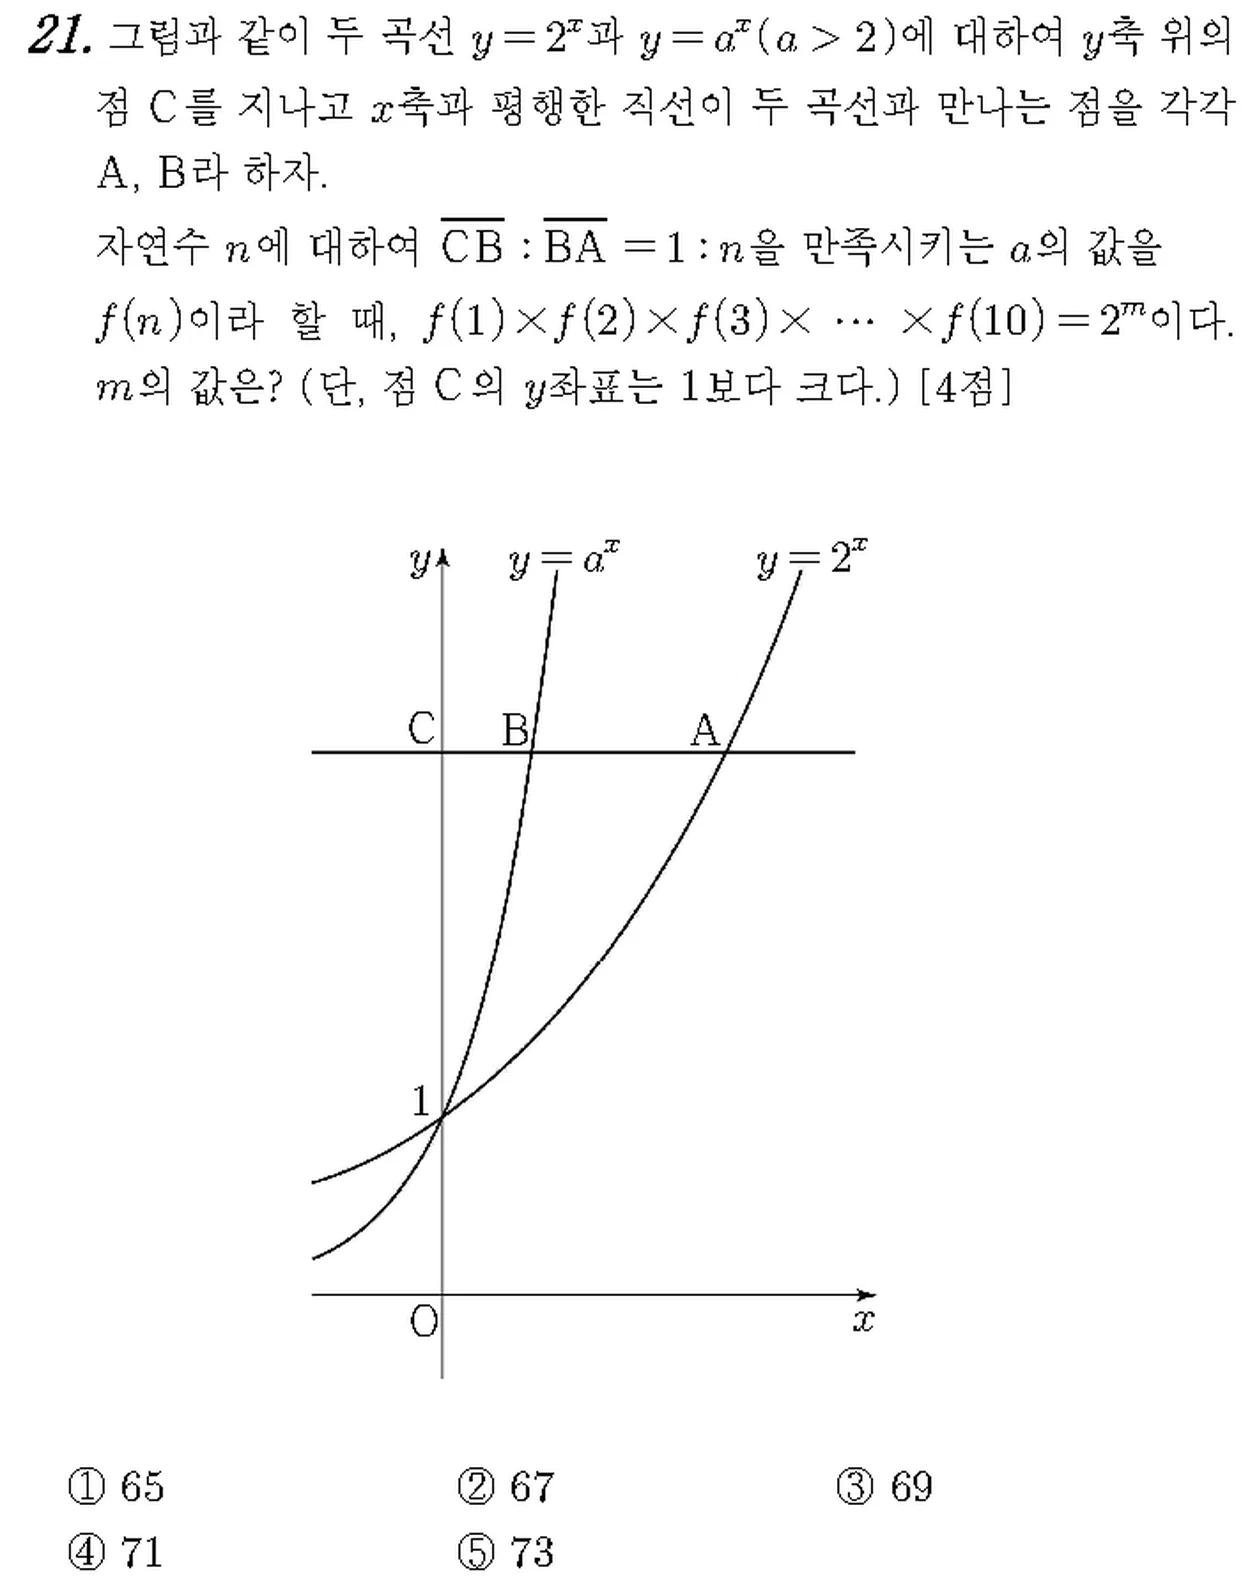 21. 그림과 같이 두 곡선 y=2^x과 y=a^x(a>2)에 대하여 y축 위의
점 C를 지나고 x축과 평행한 직선이 두 곡선과 만나는 점을 각각
A, B라 하자.
자연수 n에 대하여 \overline{CB} : \overline{BA} = 1 : n을 만족시키는 a의 값을
f(n)이라 할 때, f(1)×f(2)×f(3)× ⋯ ×f(10)=2^m이다.
m의 값은? (단, 점 C의 y좌표는 1보다 크다.) [4점]
y y=a^x y=2^x
C B A
1
O x
① 65 ② 67 ③ 69
④ 71 ⑤ 73